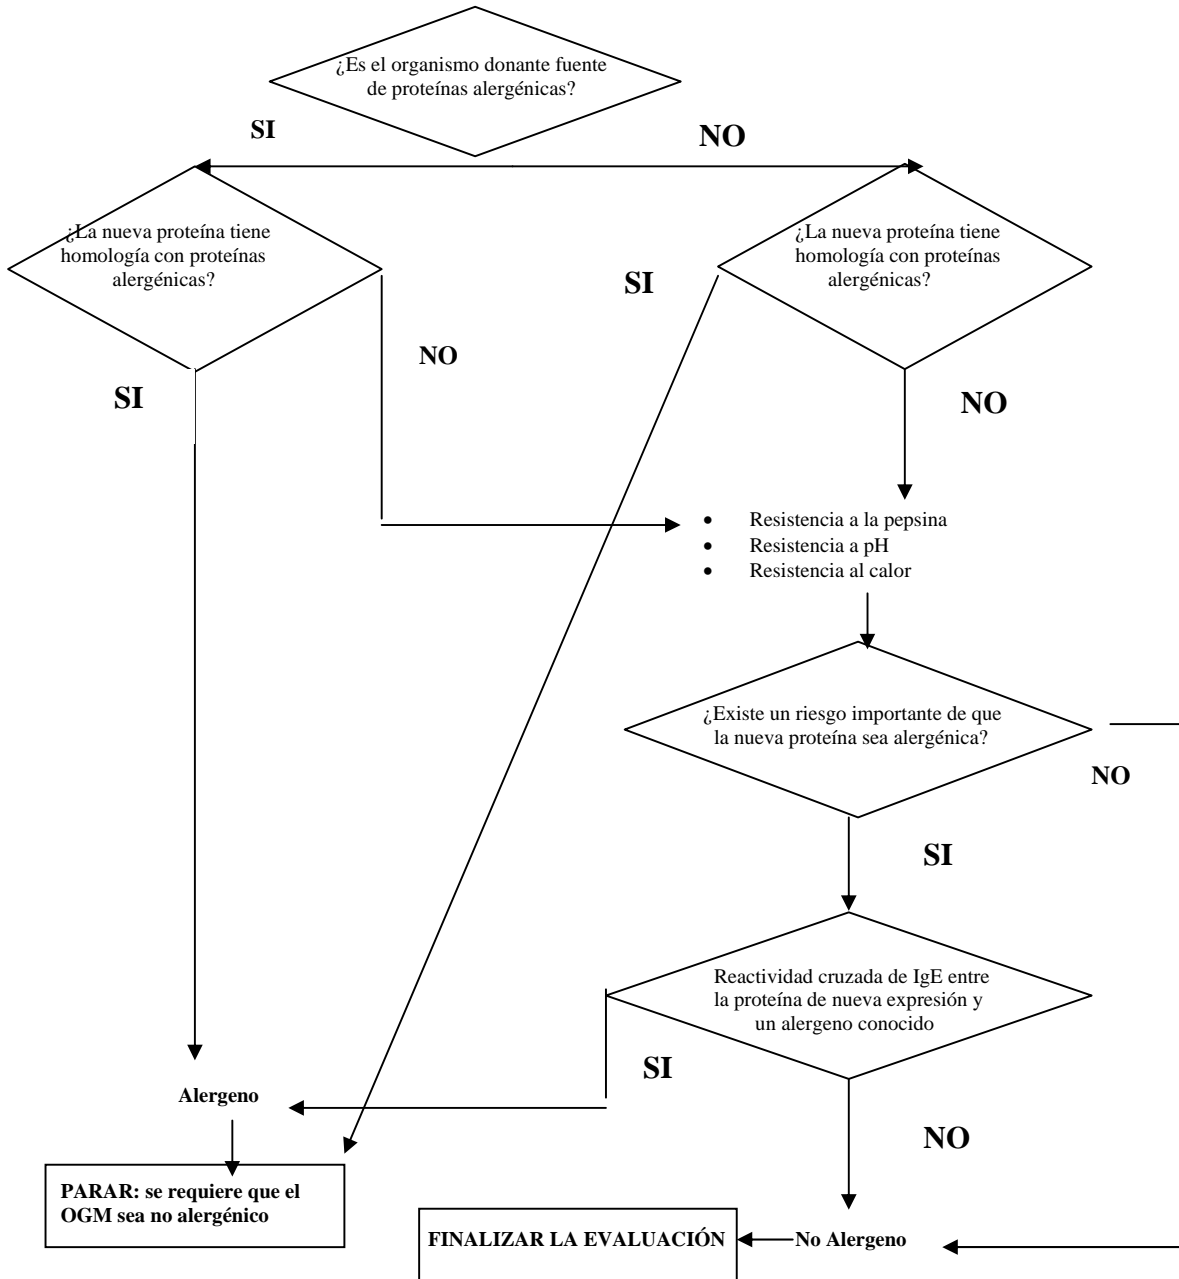 ¿Es el organismo donante fuente
de proteínas alergénicas?
SI
NO
¿La nueva proteína tiene
homología con proteínas
alergénicas?
¿La nueva proteína tiene
homología con proteínas
alergénicas?
SI
NO
SI
NO
• Resistencia a la pepsina
• Resistencia a pH
• Resistencia al calor
¿Existe un riesgo importante de que
la nueva proteína sea alergénica?
NO
SI
Reactividad cruzada de IgE entre
la proteína de nueva expresión y
un alergeno conocido
SI
Alergeno
NO
PARAR: se requiere que el
OGM sea no alergénico
FINALIZAR LA EVALUACIÓN
No Alergeno